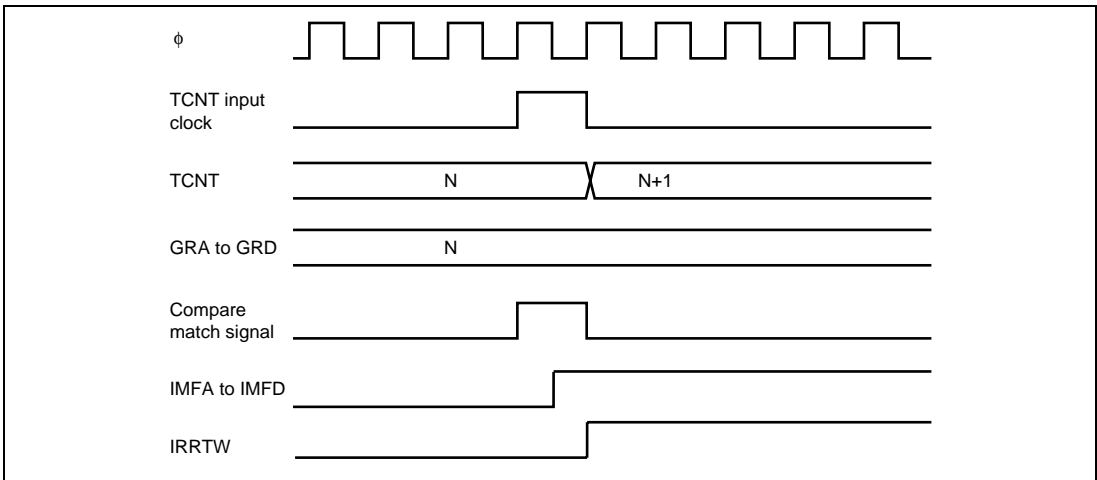 ϕ
TCNT input
clock
TCNT
N
N+1
GRA to GRD
N
Compare
match signal
IMFA to IMFD
IRRTW